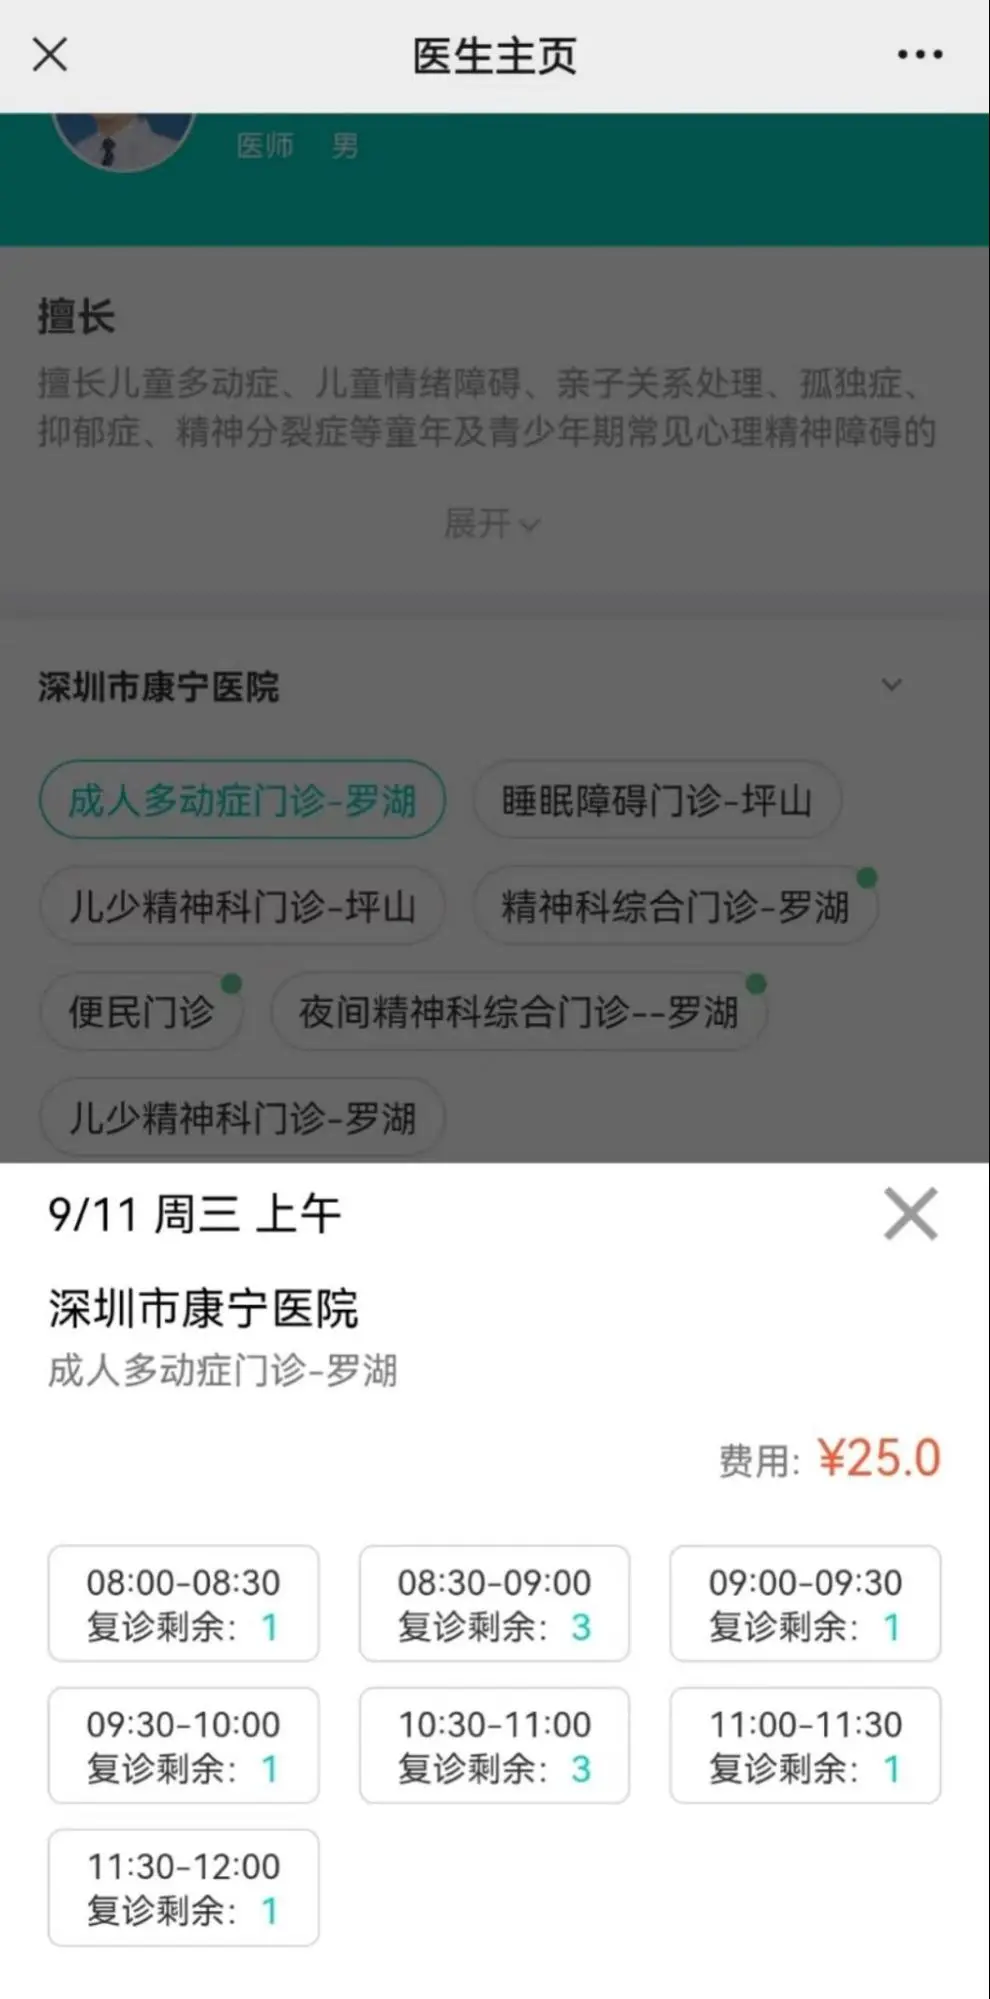 医生主页
医师 男
擅长
擅长儿童多动症、儿童情绪障碍、亲子关系处理、孤独症、
抑郁症、精神分裂症等童年及青少年期常见心理精神障碍的
展开
深圳市康宁医院
成人多动症门诊-罗湖 睡眠障碍门诊-坪山
儿少精神科门诊-坪山 精神科综合门诊-罗湖
便民门诊 夜间精神科综合门诊--罗湖
儿少精神科门诊-罗湖
9/11 周三 上午
深圳市康宁医院
成人多动症门诊-罗湖
费用: ¥25.0
08:00-08:30 08:30-09:00 09:00-09:30
复诊剩余: 1 复诊剩余: 3 复诊剩余: 1
09:30-10:00 10:30-11:00 11:00-11:30
复诊剩余: 1 复诊剩余: 3 复诊剩余: 1
11:30-12:00
复诊剩余: 1